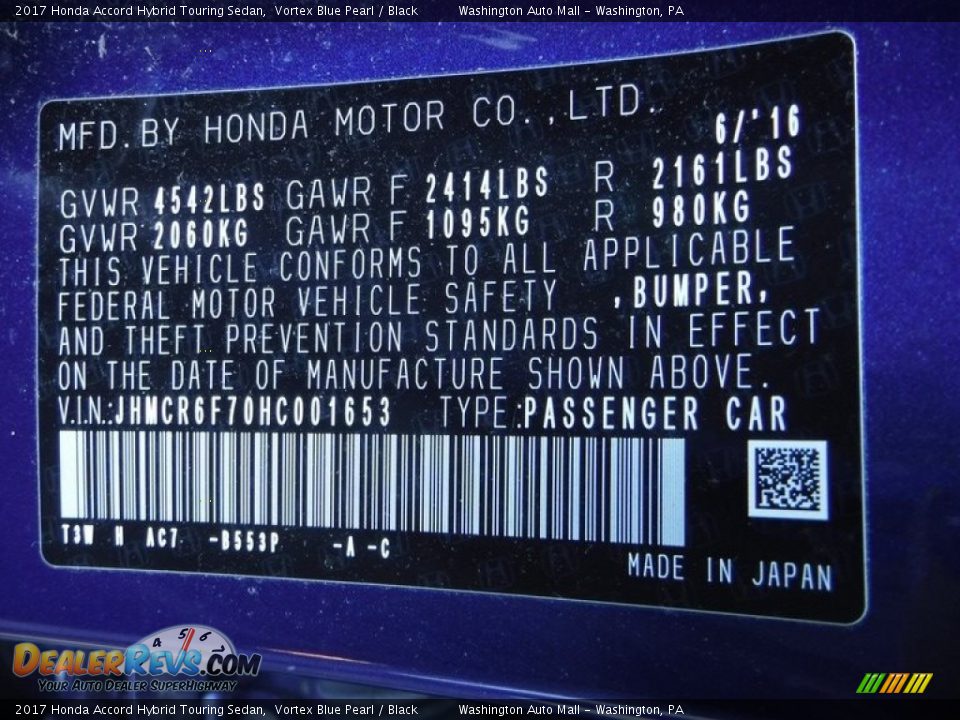 2017 Honda Accord Hybrid Touring Sedan,  Vortex Blue Pearl / Black  Washington Auto Mall - Washington, PA
MFD. BY HONDA MOTOR CO.,LTD. 6/'16
GVWR 4542LBS GAWR F 2414LBS R 2161LBS
GVWR 2060KG GAWR F 1095KG R 980KG
THIS VEHICLE CONFORMS TO ALL APPLICABLE
FEDERAL MOTOR VEHICLE SAFETY ,BUMPER,
AND THEFT PREVENTION STANDARDS IN EFFECT
ON THE DATE OF MANUFACTURE SHOWN ABOVE.
V.I.N.:JHMCR6F70HC001653 TYPE:PASSENGER CAR
T3W H AC7 -B553P -A -C
MADE IN JAPAN
4 5 6
DEALERREVS.COM
YOUR AUTO DEALER SUPERHIGHWAY
2017 Honda Accord Hybrid Touring Sedan,  Vortex Blue Pearl / Black  Washington Auto Mall - Washington, PA